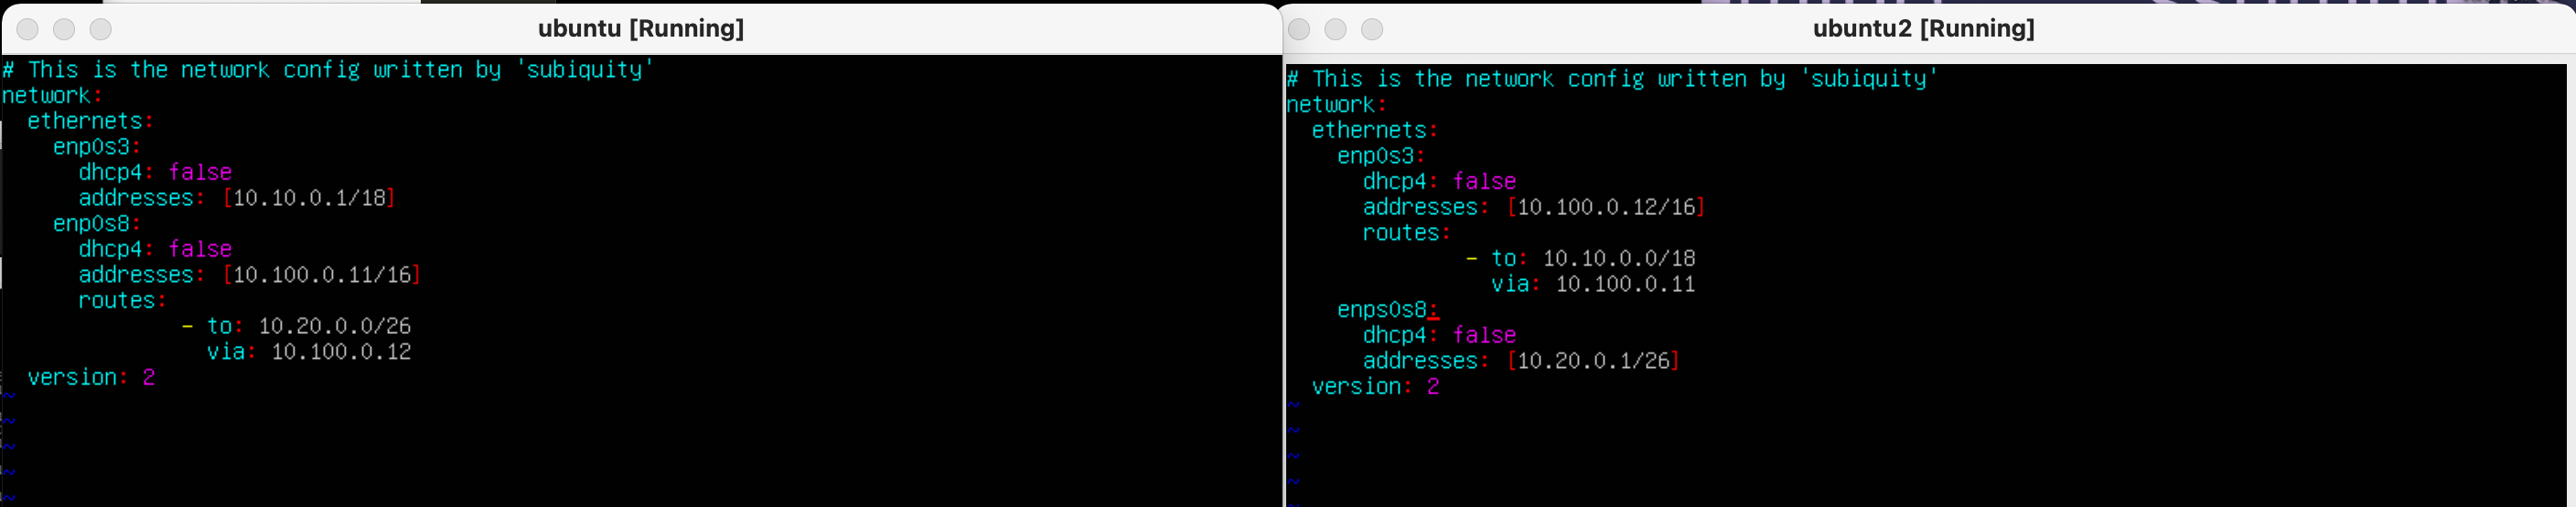 ubuntu [Running]
# This is the network config written by 'subiquity'
network:
  ethernets:
    enp0s3:
      dhcp4: false
      addresses: [10.10.0.1/18]
    enp0s8:
      dhcp4: false
      addresses: [10.100.0.11/16]
      routes:
              - to: 10.20.0.0/26
                via: 10.100.0.12
  version: 2
~
~
~
~
~
ubuntu2 [Running]
# This is the network config written by 'subiquity'
network:
  ethernets:
    enp0s3:
      dhcp4: false
      addresses: [10.100.0.12/16]
      routes:
              - to: 10.10.0.0/18
                via: 10.100.0.11
    enps0s8:
      dhcp4: false
      addresses: [10.20.0.1/26]
  version: 2
~
~
~
~
~